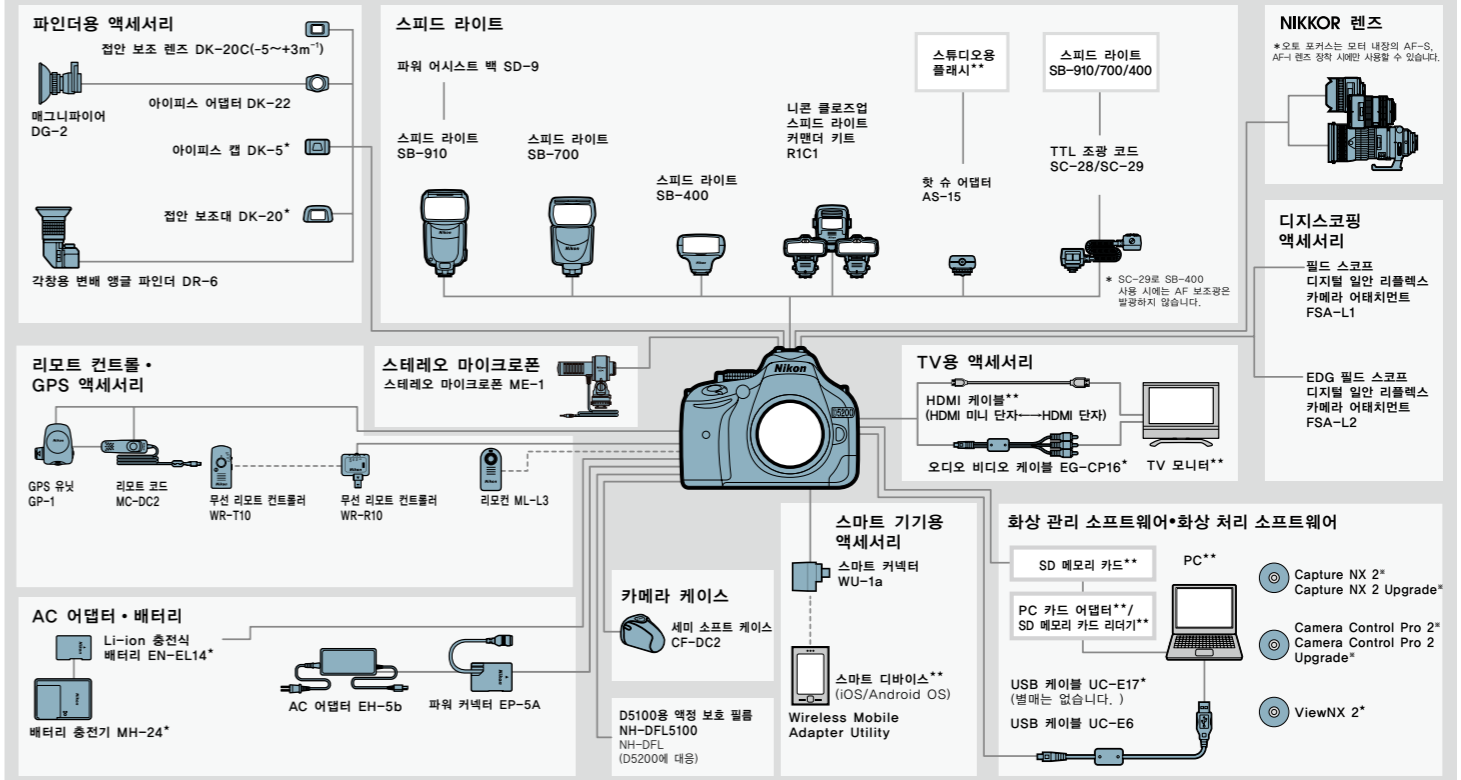 파인더용 액세서리
접안 보조 렌즈 DK-20C(-5~+3m⁻¹)
매그니파이어
DG-2
아이피스 어댑터 DK-22
아이피스 캡 DK-5*
접안 보조대 DK-20*
각창용 변배 앵글 파인더 DR-6
스피드 라이트
파워 어시스트 백 SD-9
스피드 라이트
SB-910
스피드 라이트
SB-700
스피드 라이트
SB-400
니콘 클로즈업
스피드 라이트
커맨더 키트
R1C1
스튜디오용
플래시**
핫 슈 어댑터
AS-15
스피드 라이트
SB-910/700/400
TTL 조광 코드
SC-28/SC-29
* SC-29로 SB-400
사용 시에는 AF 보조광은
발광하지 않습니다.
NIKKOR 렌즈
*오토 포커스는 모터 내장의 AF-S,
AF-I 렌즈 장착 시에만 사용할 수 있습니다.
디지스코핑
액세서리
필드 스코프
디지털 일안 리플렉스
카메라 어태치먼트
FSA-L1
EDG 필드 스코프
디지털 일안 리플렉스
카메라 어태치먼트
FSA-L2
리모트 컨트롤•
GPS 액세서리
GPS 유닛
GP-1
리모트 코드
MC-DC2
무선 리모트 컨트롤러
WR-T10
무선 리모트 컨트롤러
WR-R10
리모컨 ML-L3
스테레오 마이크로폰
스테레오 마이크로폰 ME-1
Nikon
D5200
TV용 액세서리
HDMI 케이블**
(HDMI 미니 단자←→HDMI 단자)
오디오 비디오 케이블 EG-CP16*
TV 모니터**
AC 어댑터•배터리
Li-ion 충전식
배터리 EN-EL14*
배터리 충전기 MH-24*
AC 어댑터 EH-5b
파워 커넥터 EP-5A
카메라 케이스
세미 소프트 케이스
CF-DC2
D5100용 액정 보호 필름
NH-DFL5100
NH-DFL
(D5200에 대응)
스마트 기기용
액세서리
스마트 커넥터
WU-1a
스마트 디바이스**
(iOS/Android OS)
Wireless Mobile
Adapter Utility
화상 관리 소프트웨어•화상 처리 소프트웨어
SD 메모리 카드**
PC 카드 어댑터**/
SD 메모리 카드 리더기**
PC**
USB 케이블 UC-E17*
(별매는 없습니다. )
USB 케이블 UC-E6
Capture NX 2※
Capture NX 2 Upgrade※
Camera Control Pro 2※
Camera Control Pro 2
Upgrade※
ViewNX 2*